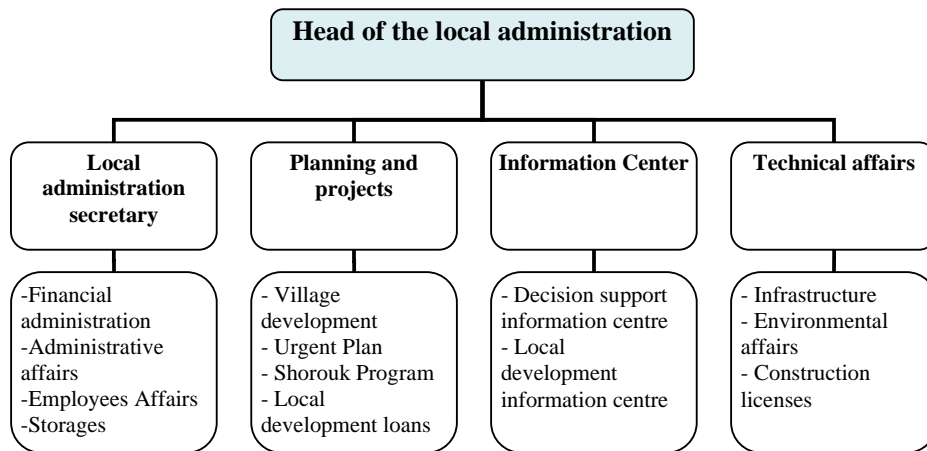 Head of the local administration
Local
administration
secretary
Planning and
projects
Information Center
Technical affairs
-Financial
administration
-Administrative
affairs
-Employees Affairs
-Storages
- Village
development
- Urgent Plan
- Shorouk Program
- Local
development loans
- Decision support
information centre
- Local
development
information centre
- Infrastructure
- Environmental
affairs
- Construction
licenses